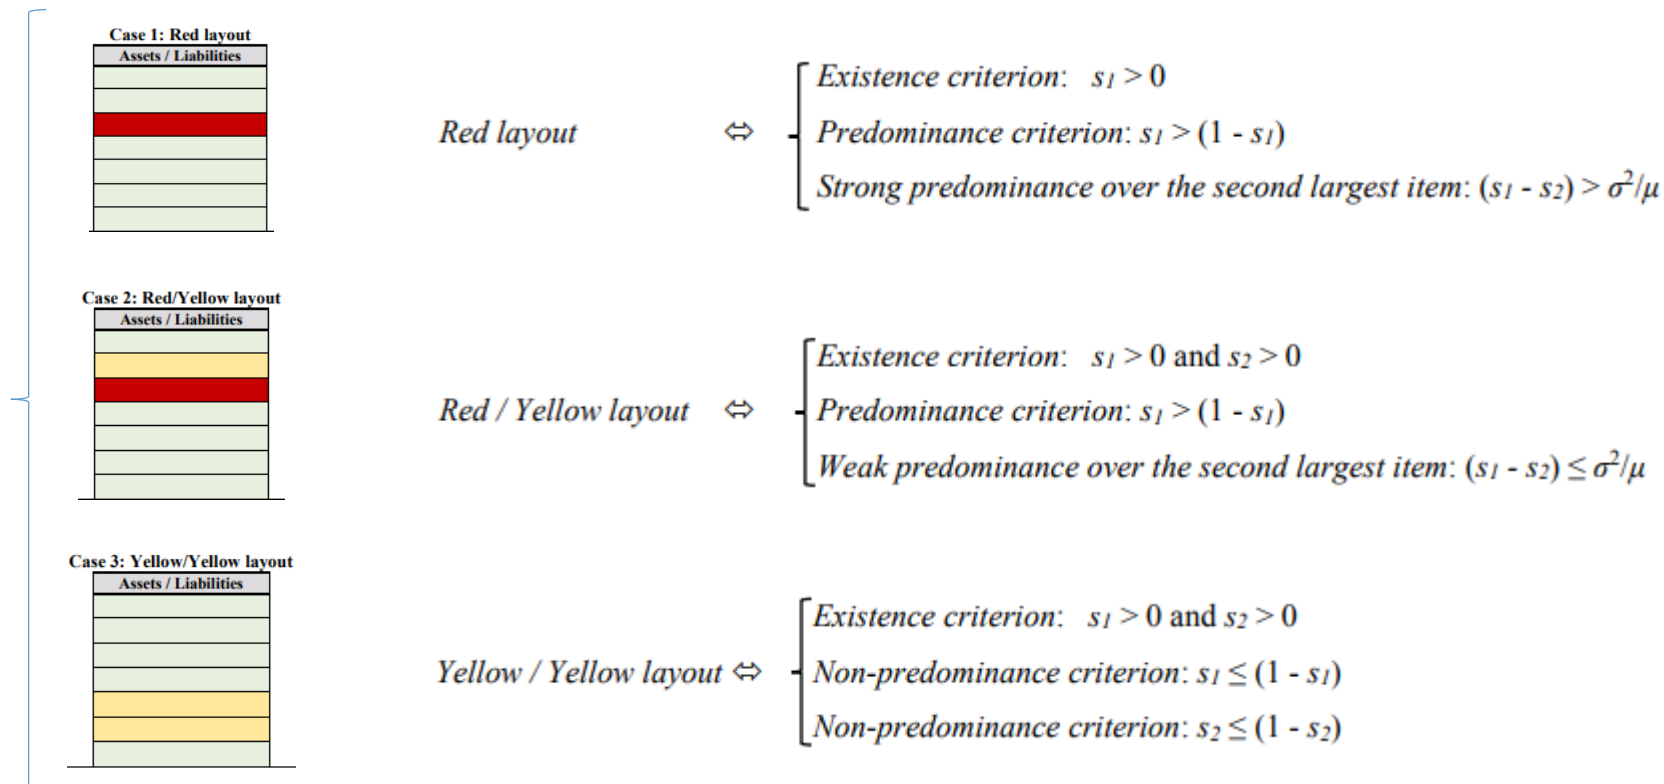 Case 1: Red layout
Assets / Liabilities
Red layout ⇔
Existence criterion: s1 > 0
Predominance criterion: s1 > (1 - s1)
Strong predominance over the second largest item: (s1 - s2) > σ²/μ
Case 2: Red/Yellow layout
Assets / Liabilities
Red / Yellow layout ⇔
Existence criterion: s1 > 0 and s2 > 0
Predominance criterion: s1 > (1 - s1)
Weak predominance over the second largest item: (s1 - s2) ≤ σ²/μ
Case 3: Yellow/Yellow layout
Assets / Liabilities
Yellow / Yellow layout ⇔
Existence criterion: s1 > 0 and s2 > 0
Non-predominance criterion: s1 ≤ (1 - s1)
Non-predominance criterion: s2 ≤ (1 - s2)